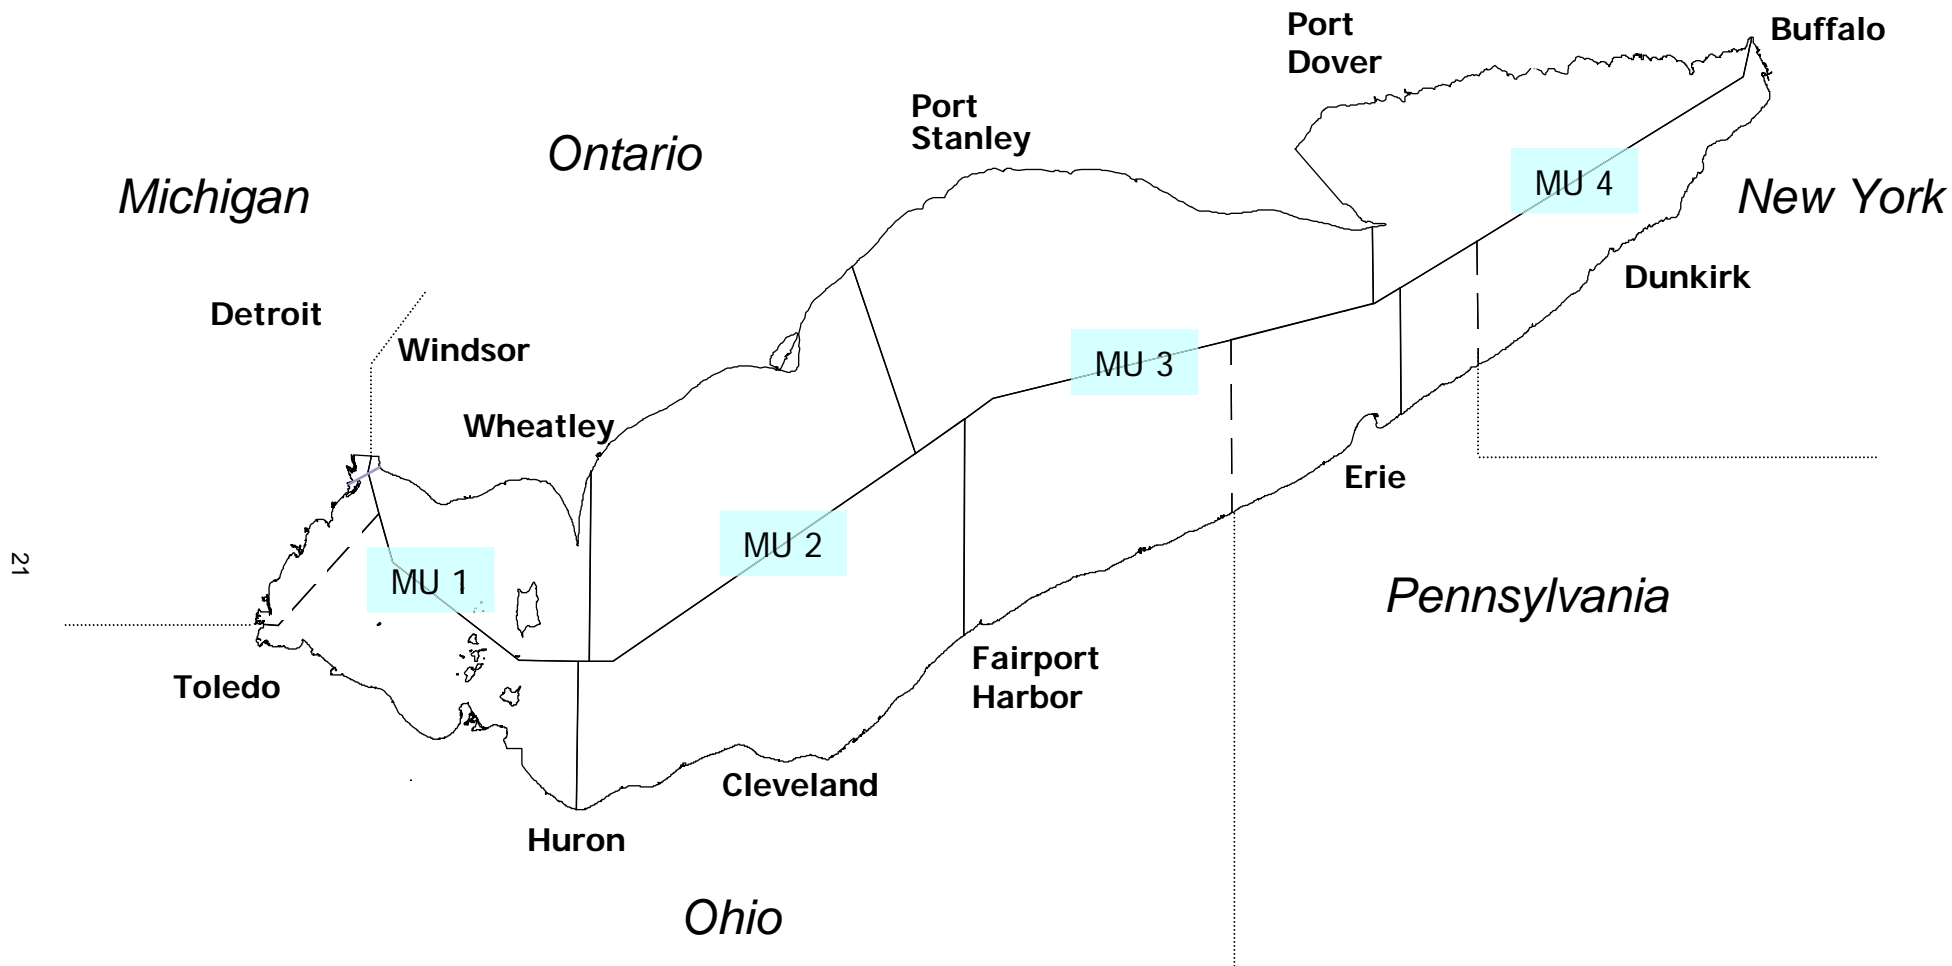 Port
Dover
Buffalo
Port
Stanley
Ontario
Michigan
MU 4
New York
Dunkirk
Detroit
Windsor
MU 3
Wheatley
Erie
MU 2
21
MU 1
Pennsylvania
Toledo
Fairport
Harbor
Cleveland
Huron
Ohio